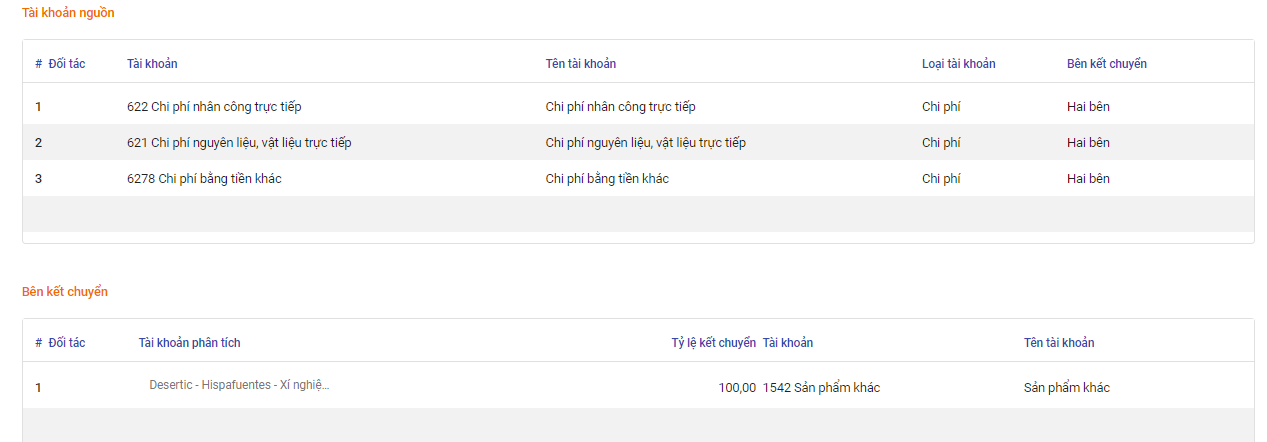 Tài khoản nguồn
# Đối tác Tài khoản Tên tài khoản Loại tài khoản Bên kết chuyển
1 622 Chi phí nhân công trực tiếp Chi phí nhân công trực tiếp Chi phí Hai bên
2 621 Chi phí nguyên liệu, vật liệu trực tiếp Chi phí nguyên liệu, vật liệu trực tiếp Chi phí Hai bên
3 6278 Chi phí bằng tiền khác Chi phí bằng tiền khác Chi phí Hai bên
Bên kết chuyển
# Đối tác Tài khoản phân tích Tỷ lệ kết chuyển Tài khoản Tên tài khoản
1 Desertic - Hispafuentes - Xí nghiệ... 100,00 1542 Sản phẩm khác Sản phẩm khác